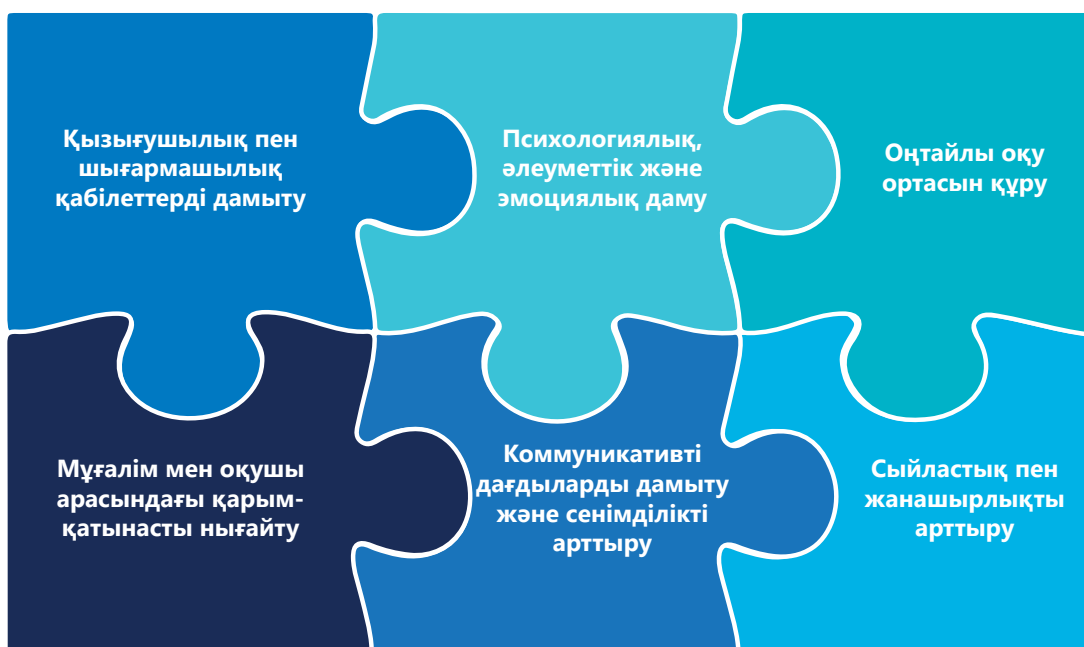 Қызығушылық пен
шығармашылық
қабілеттерді дамыту
Психологиялық,
әлеуметтік және
эмоциялық даму
Оңтайлы оқу
ортасын құру
Мұғалім мен оқушы
арасындағы қарым-
қатынасты нығайту
Коммуникативті
дағдыларды дамыту
және сенімділікті
арттыру
Сыйластық пен
жанашырлықты
арттыру